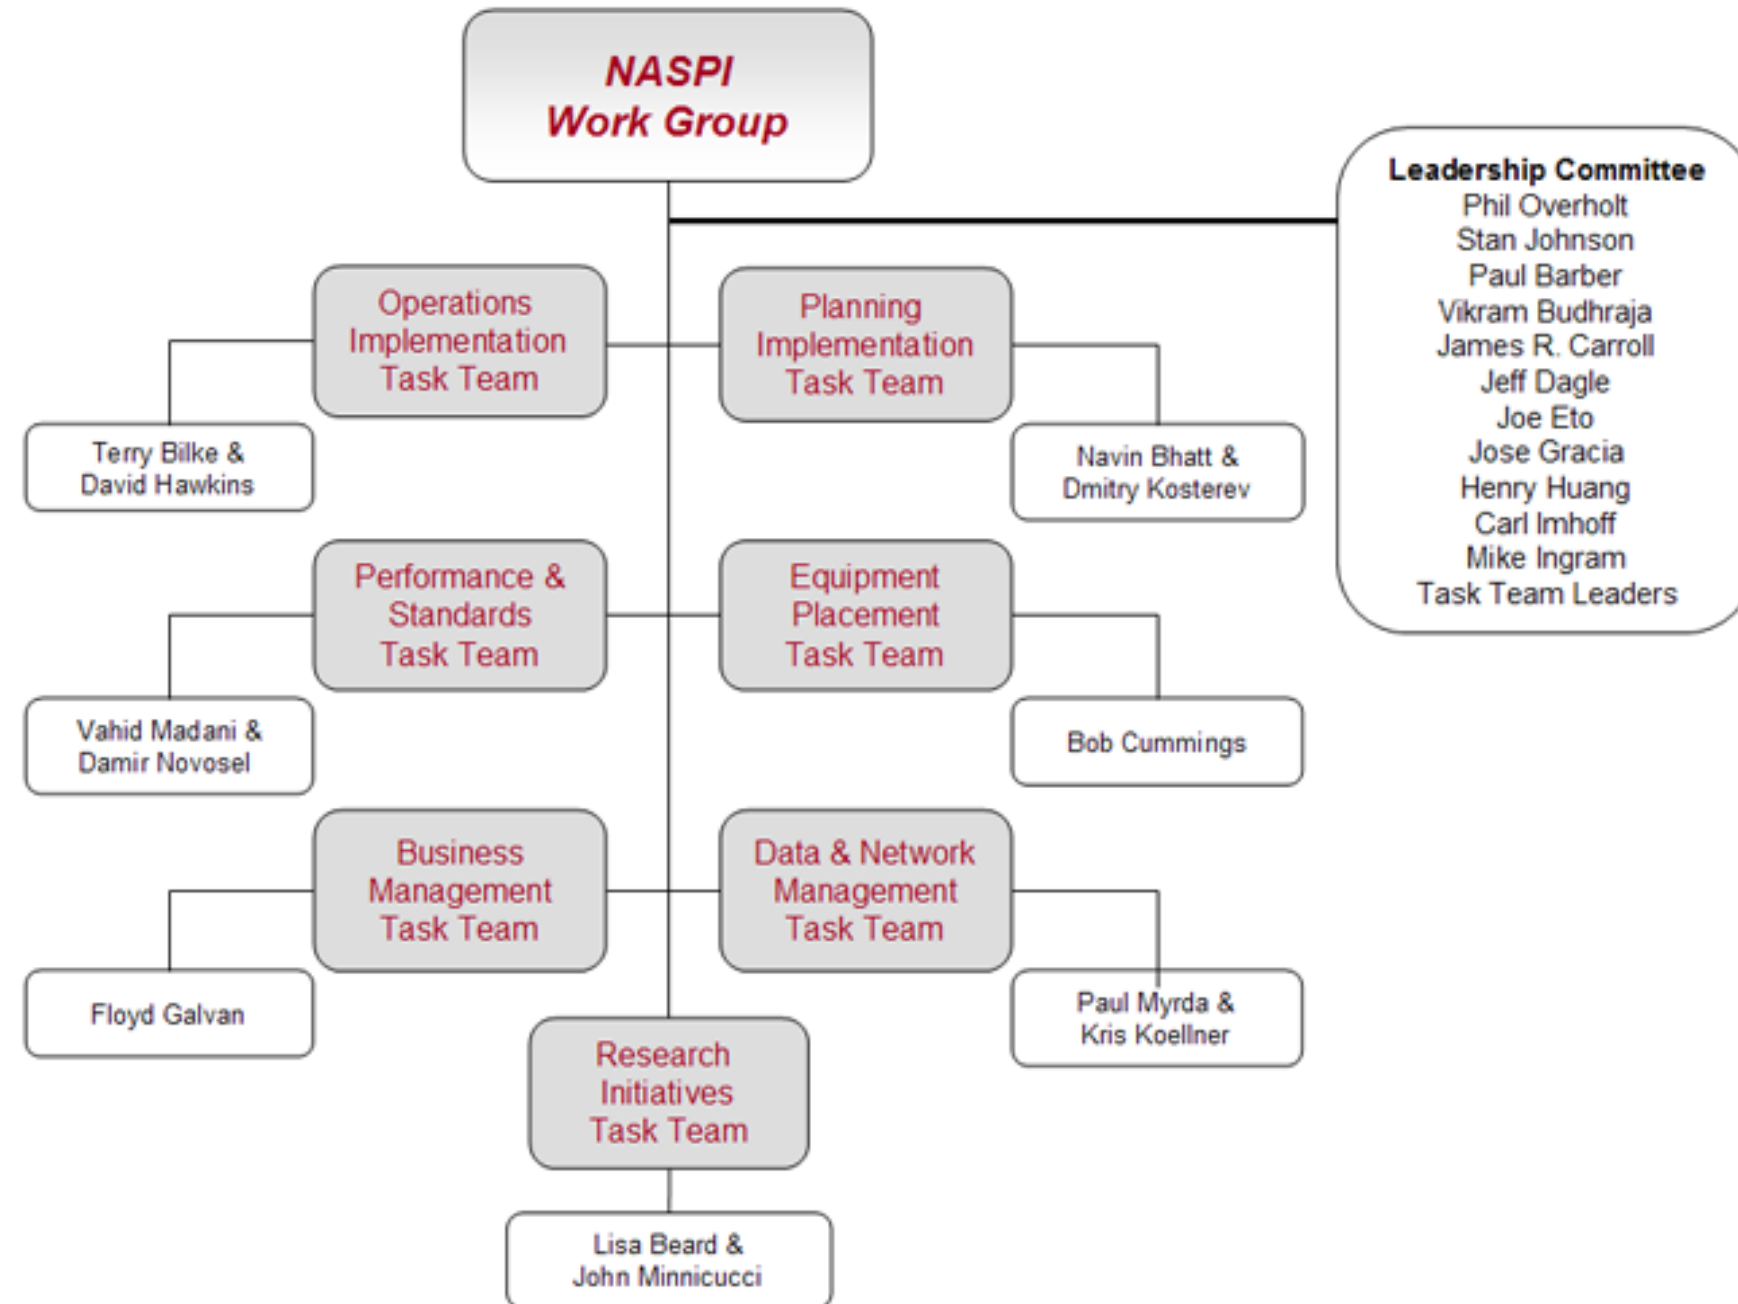 NASPI
Work Group
Leadership Committee
Phil Overholt
Stan Johnson
Paul Barber
Vikram Budhraja
James R. Carroll
Jeff Dagle
Joe Eto
Jose Gracia
Henry Huang
Carl Imhoff
Mike Ingram
Task Team Leaders
Operations
Implementation
Task Team
Planning
Implementation
Task Team
Terry Bilke &
David Hawkins
Navin Bhatt &
Dmitry Kosterev
Performance &
Standards
Task Team
Equipment
Placement
Task Team
Vahid Madani &
Damir Novosel
Bob Cummings
Business
Management
Task Team
Data & Network
Management
Task Team
Floyd Galvan
Paul Myrda &
Kris Koellner
Research
Initiatives
Task Team
Lisa Beard &
John Minnicucci